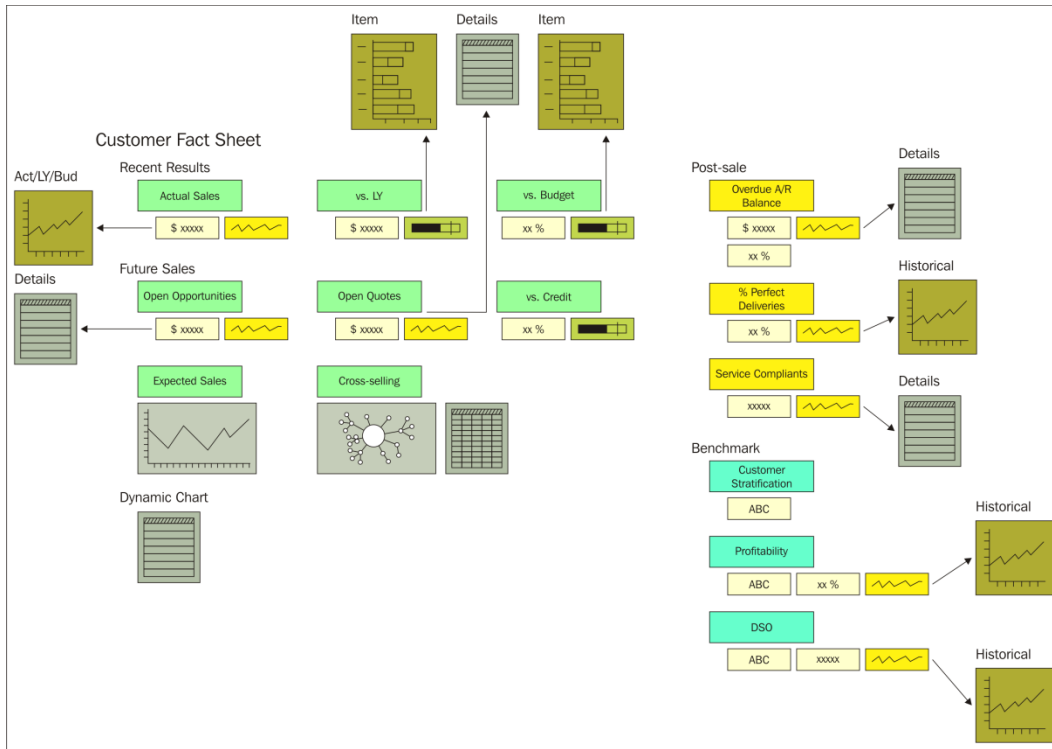 Item
Details
Item
Customer Fact Sheet
Act/LY/Bud
Recent Results
Actual Sales
$ xxxxx
vs. LY
$ xxxxx
vs. Budget
xx %
Details
Future Sales
Open Opportunities
$ xxxxx
Open Quotes
$ xxxxx
vs. Credit
xx %
Expected Sales
Cross-selling
Dynamic Chart
Post-sale
Overdue A/R
Balance
$ xxxxx
xx %
Details
% Perfect
Deliveries
xx %
Historical
Service Compliants
xxxxx
Details
Benchmark
Customer
Stratification
ABC
Profitability
ABC
xx %
Historical
DSO
ABC
xxxxx
Historical